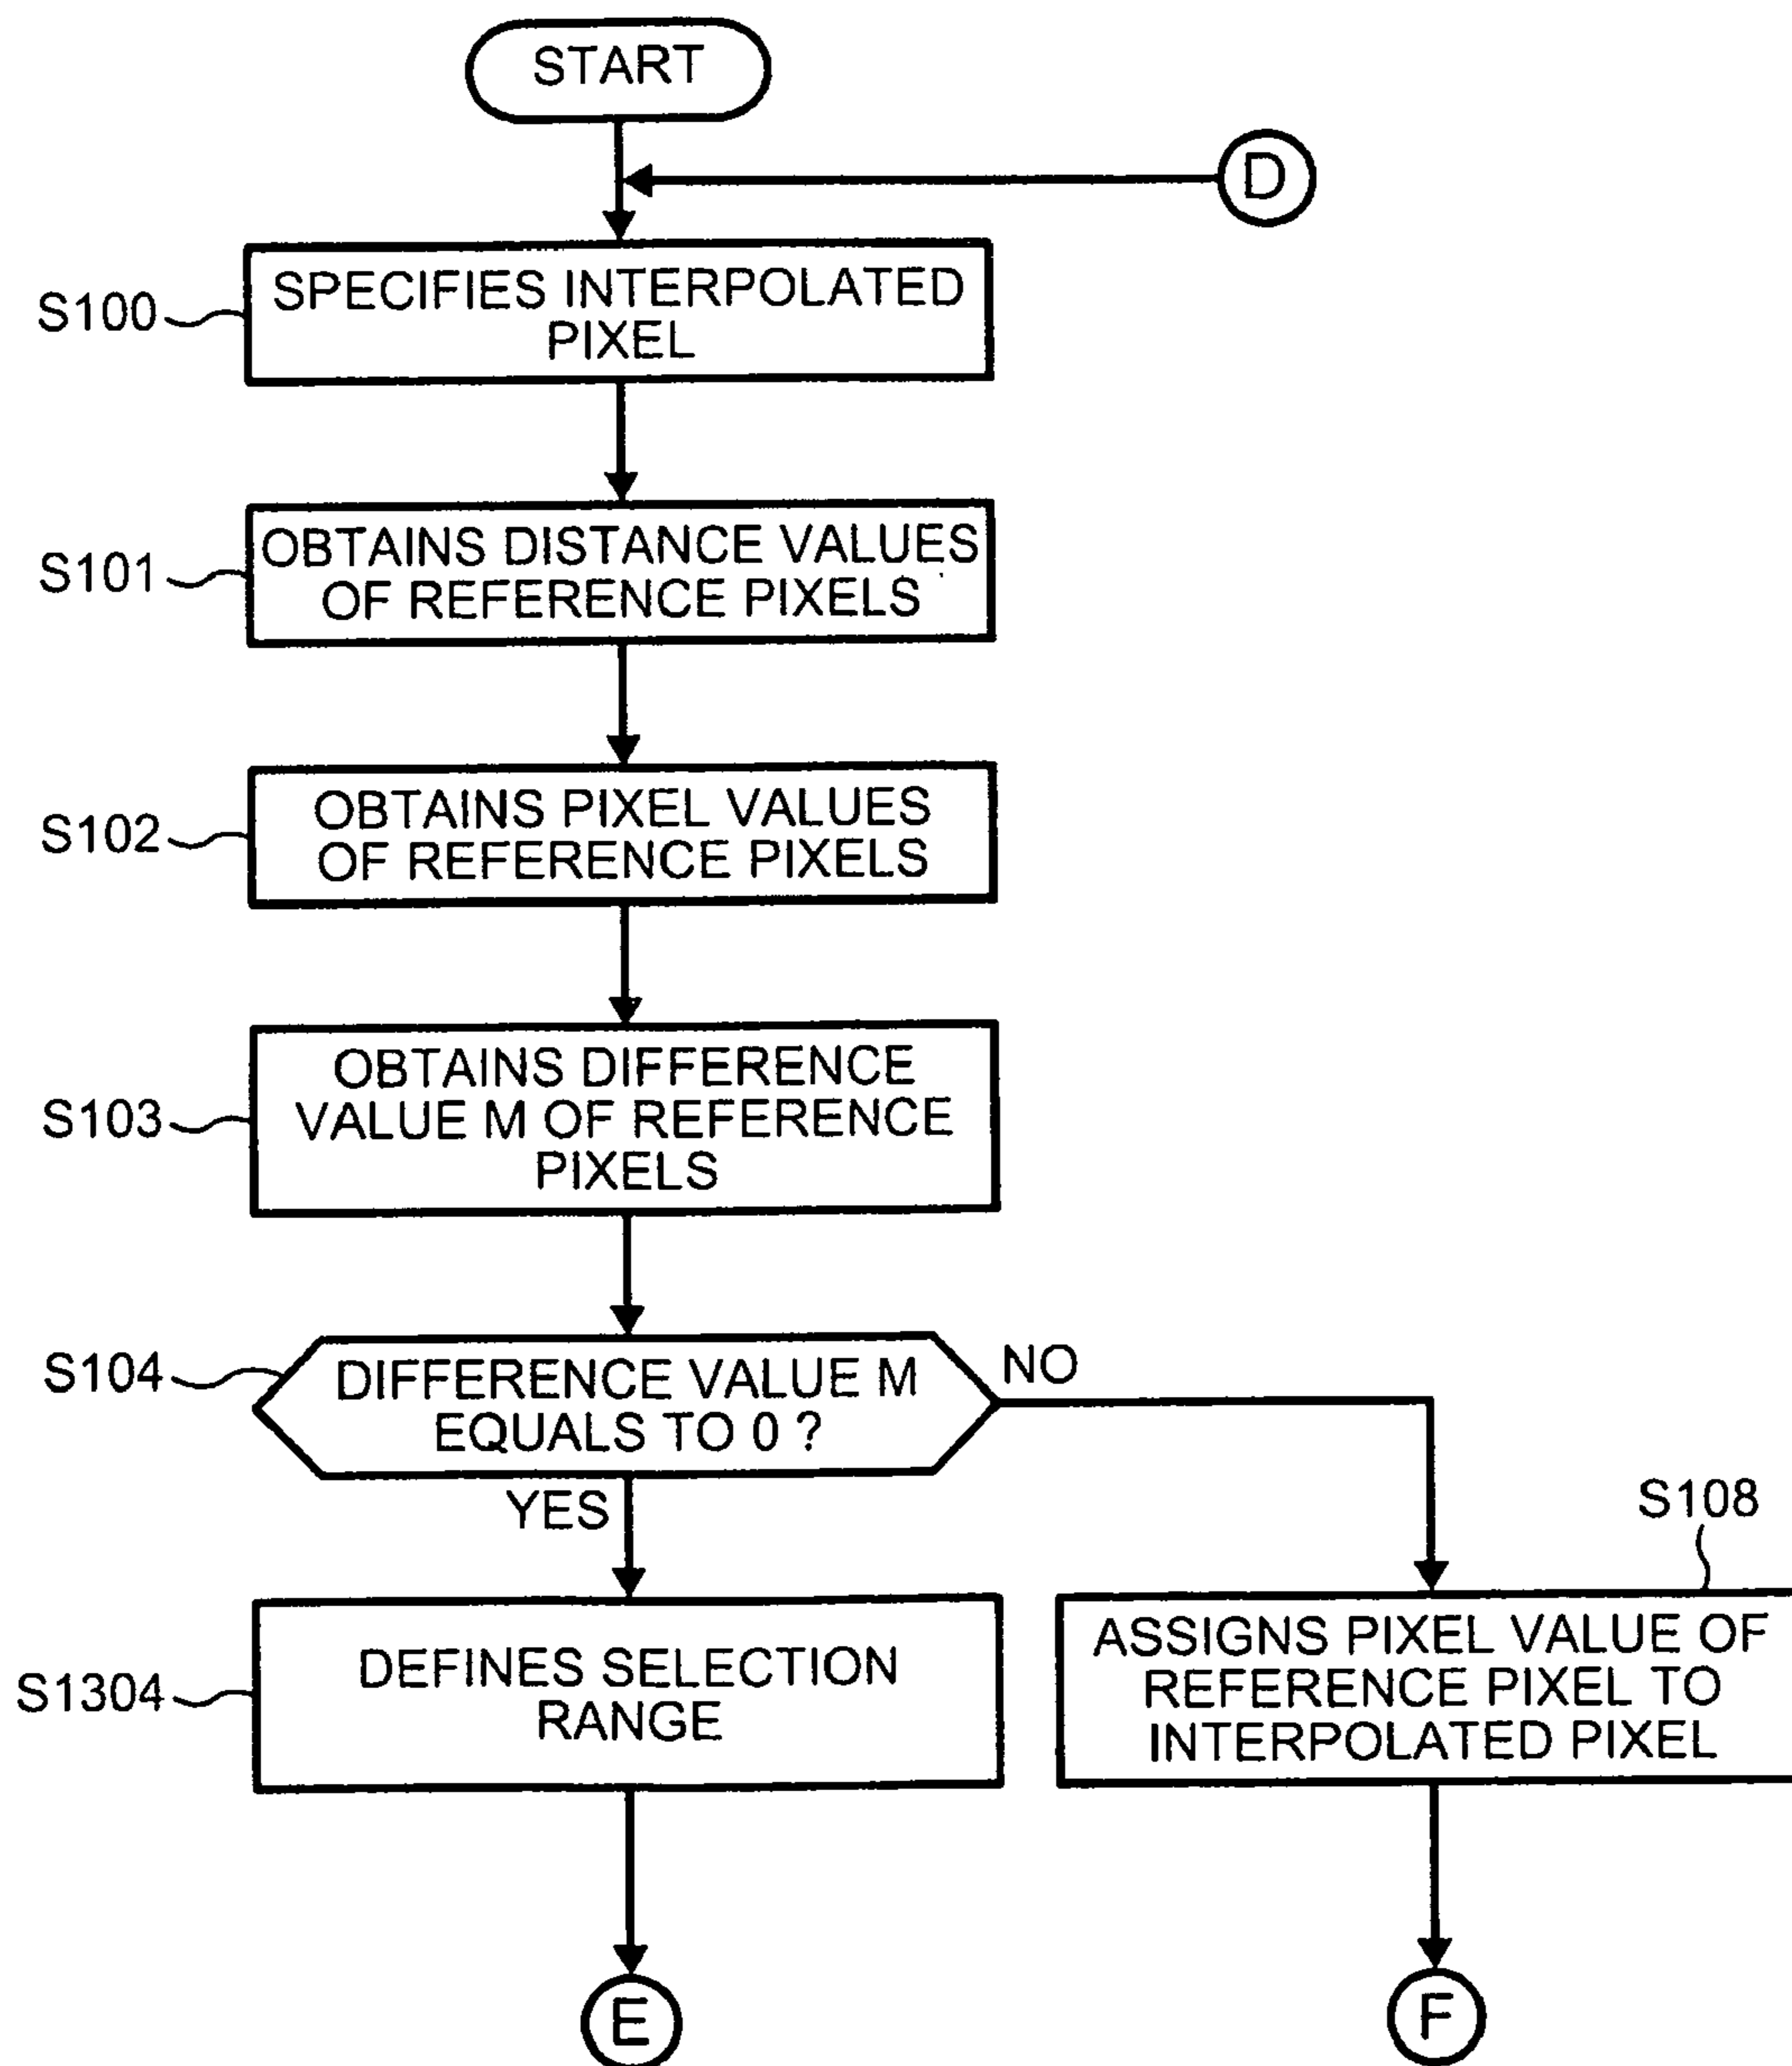 START
D
S100
SPECIFIES INTERPOLATED
PIXEL
S101
OBTAINS DISTANCE VALUES
OF REFERENCE PIXELS
S102
OBTAINS PIXEL VALUES
OF REFERENCE PIXELS
S103
OBTAINS DIFFERENCE
VALUE M OF REFERENCE
PIXELS
S104
DIFFERENCE VALUE M
EQUALS TO 0 ?
NO
YES
S108
S1304
DEFINES SELECTION
RANGE
ASSIGNS PIXEL VALUE OF
REFERENCE PIXEL TO
INTERPOLATED PIXEL
E
F